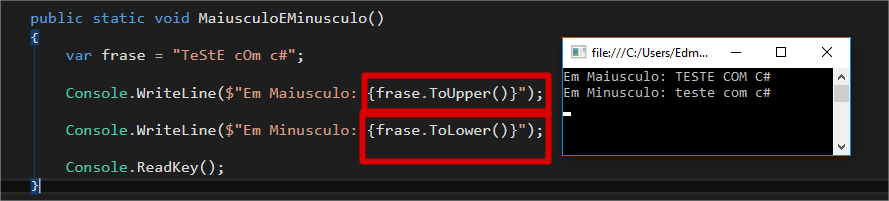 public static void MaiusculoEMinusculo()
{
var frase = "TeStE cOm c#";
Console.WriteLine($"Em Maiusculo: {frase.ToUpper()}");
Console.WriteLine($"Em Minusculo: {frase.ToLower()}");
Console.ReadKey();
}
file:///C:/Users/Edm...
Em Maiusculo: TESTE COM C#
Em Minusculo: teste com c#